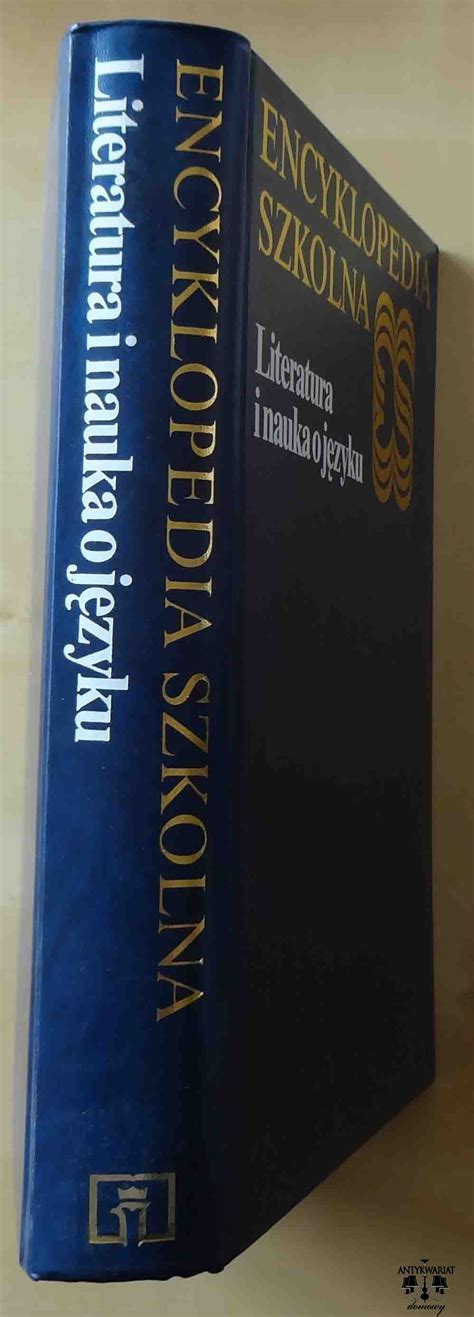 Literatura i nauka o języku
ENCYKLOPEDIA SZKOLNA
ENCYKLOPEDIA
SZKOLNA
Literatura
i nauka o języku
ANTYKWARIAT
domowy